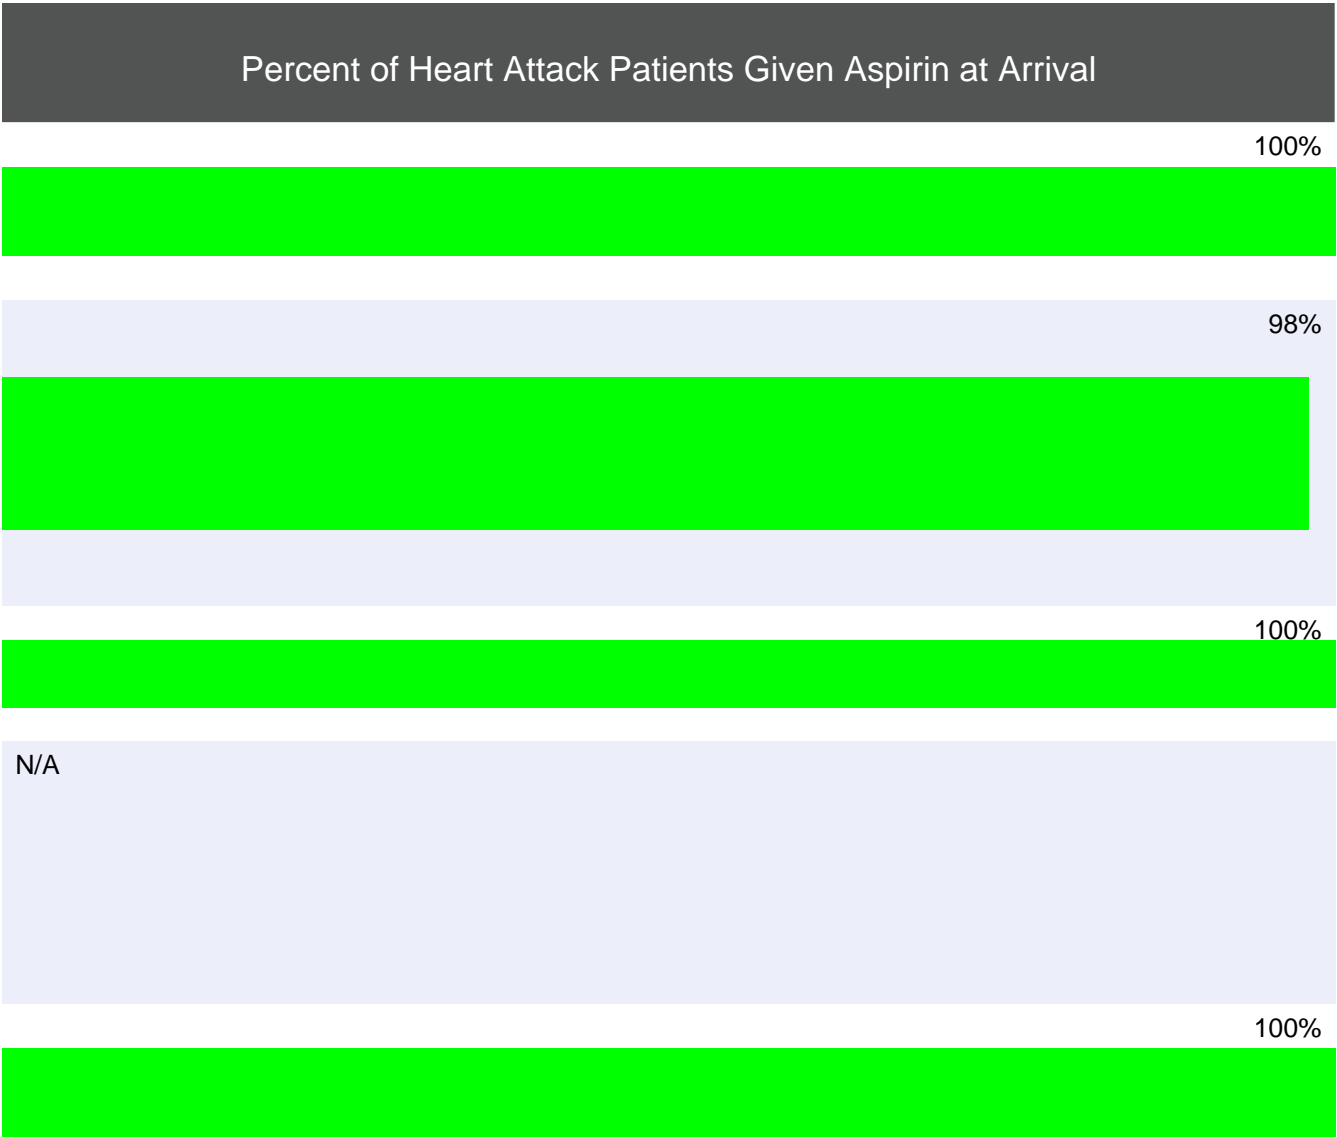 Percent of Heart Attack Patients Given Aspirin at Arrival
100%
98%
100%
N/A
100%